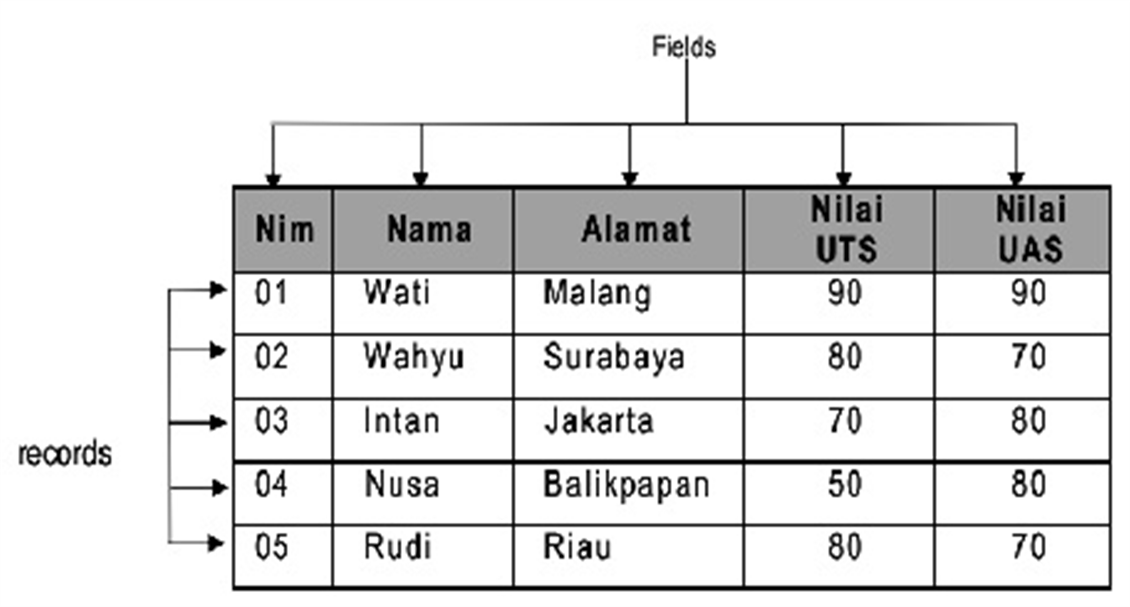 Fields
Nim Nama Alamat Nilai UTS Nilai UAS
01 Wati Malang 90 90
02 Wahyu Surabaya 80 70
03 Intan Jakarta 70 80
records
04 Nusa Balikpapan 50 80
05 Rudi Riau 80 70